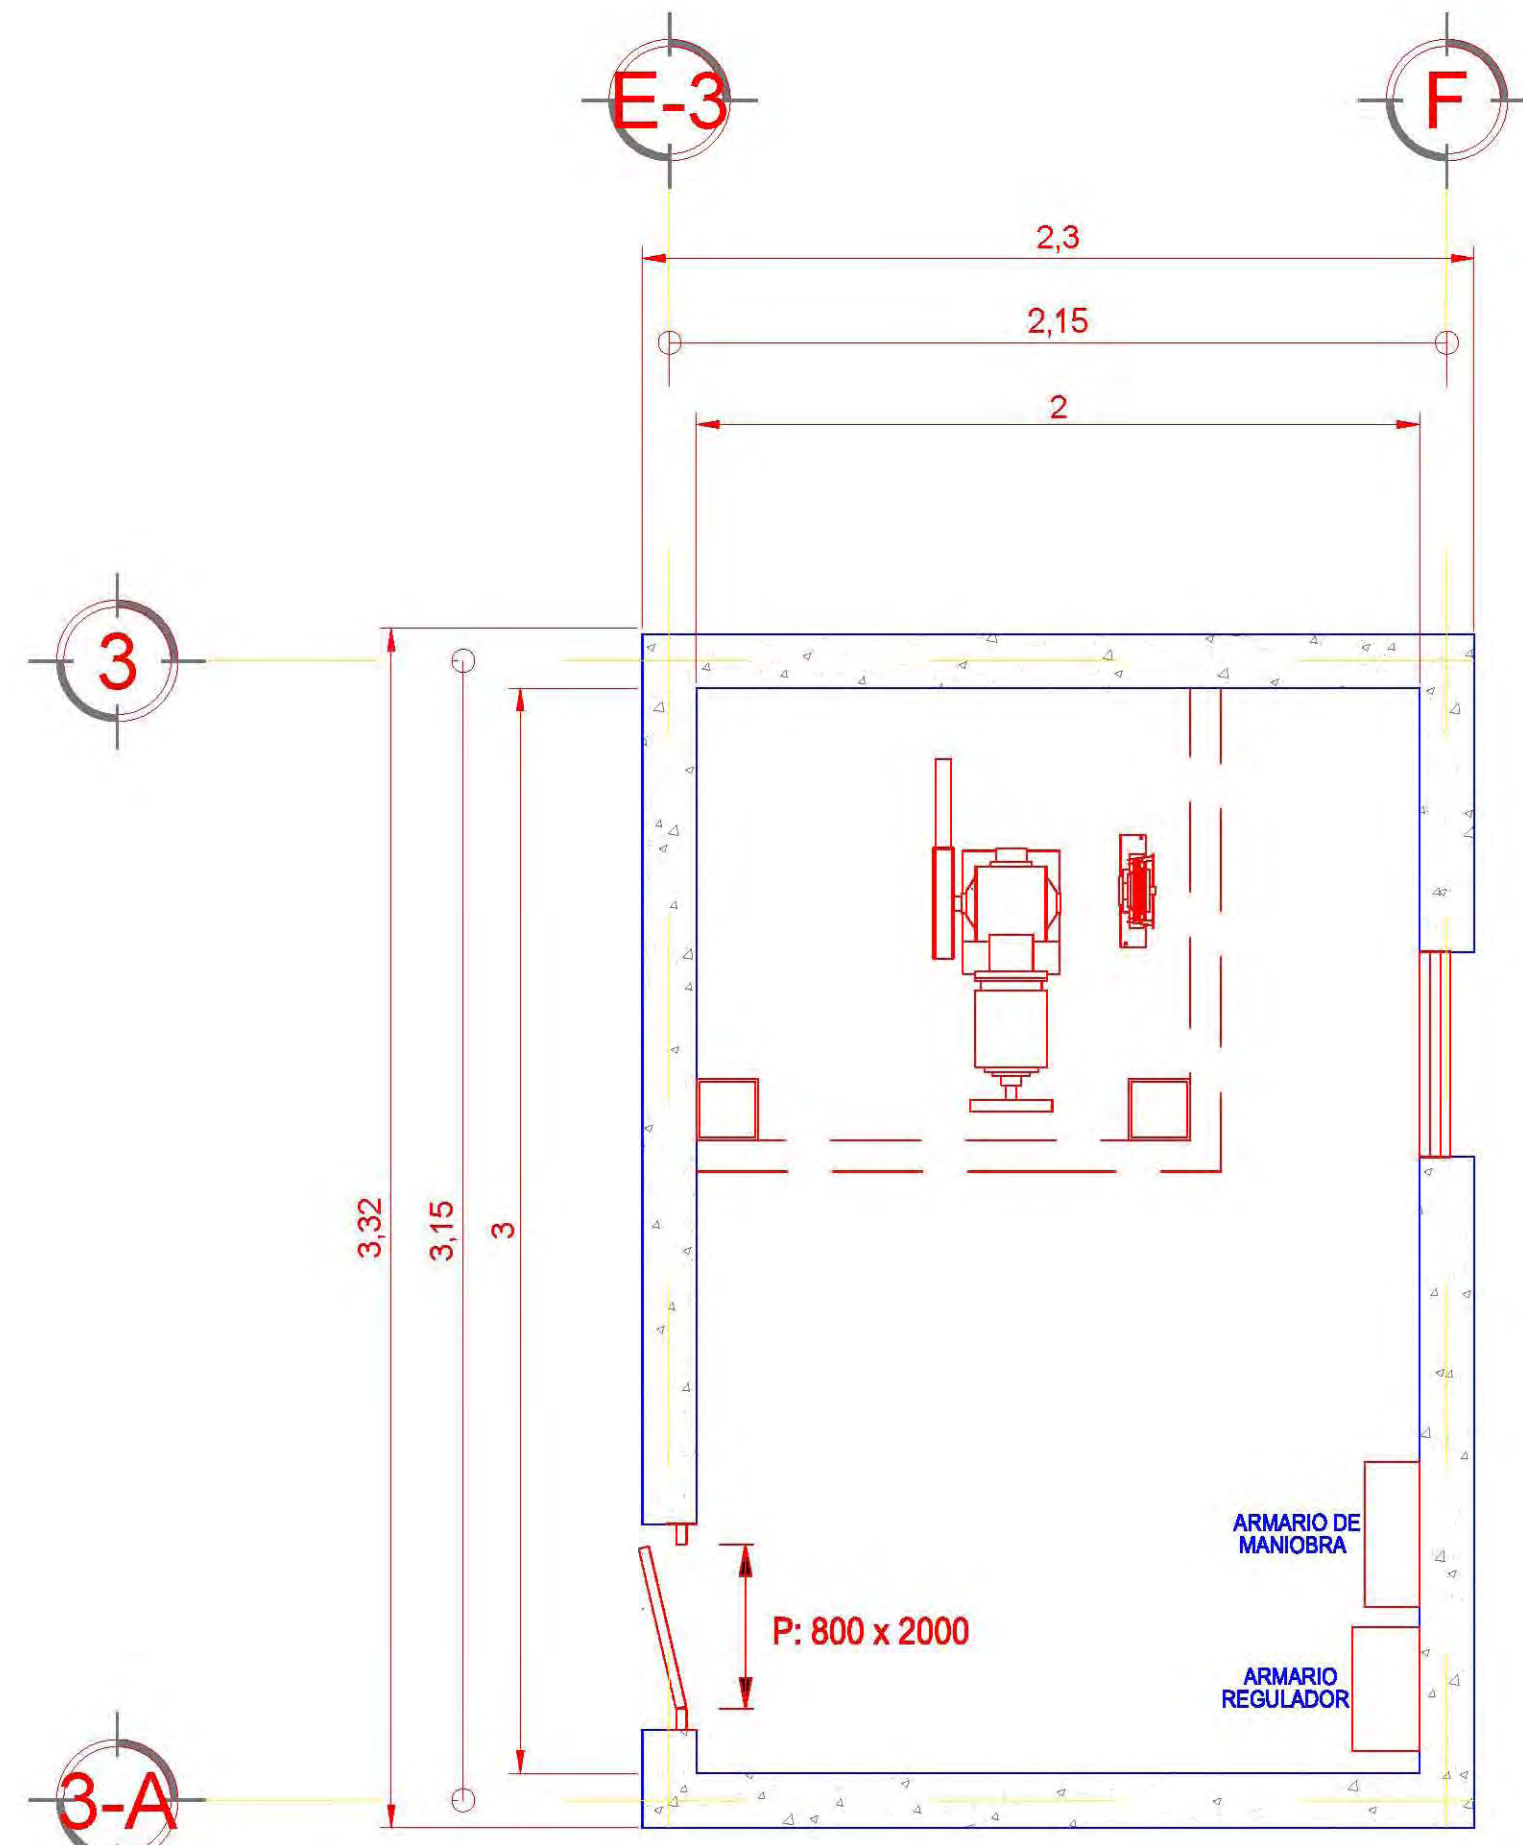 E-3
F
2,3
2,15
2
3
3,32
3,15
3
ARMARIO DE
MANIOBRA
P: 800 x 2000
ARMARIO
REGULADOR
3-A